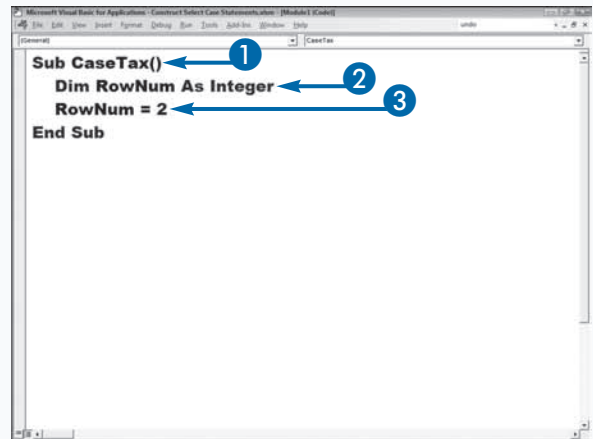 Microsoft Visual Basic for Applications - Construct Select Case Statements.xlsm - [Module1 (Code)]
File Edit View Insert Format Debug Run Tools Add-Ins Window Help undo
(General) CaseTax
Sub CaseTax() 1
Dim RowNum As Integer 2
RowNum = 2 3
End Sub